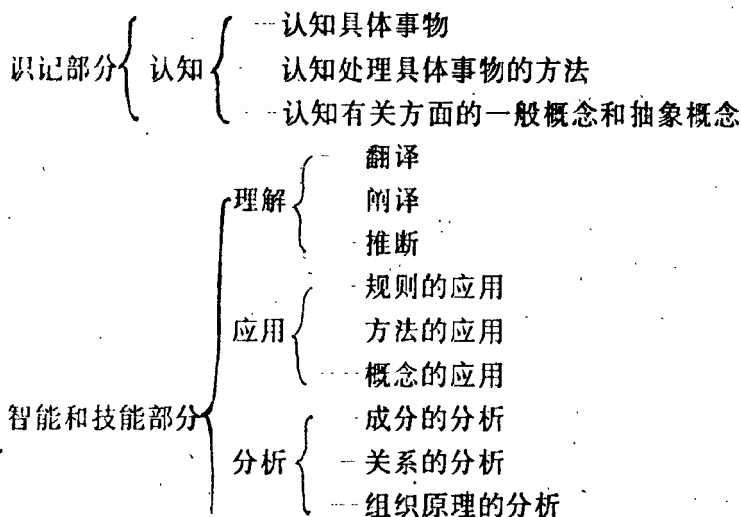 认知具体事物
识记部分 认知 认知处理具体事物的方法
认知有关方面的一般概念和抽象概念
翻译
理解 阐译
推断
规则的应用
应用 方法的应用
概念的应用
智能和技能部分 成分的分析
分析 关系的分析
组织原理的分析